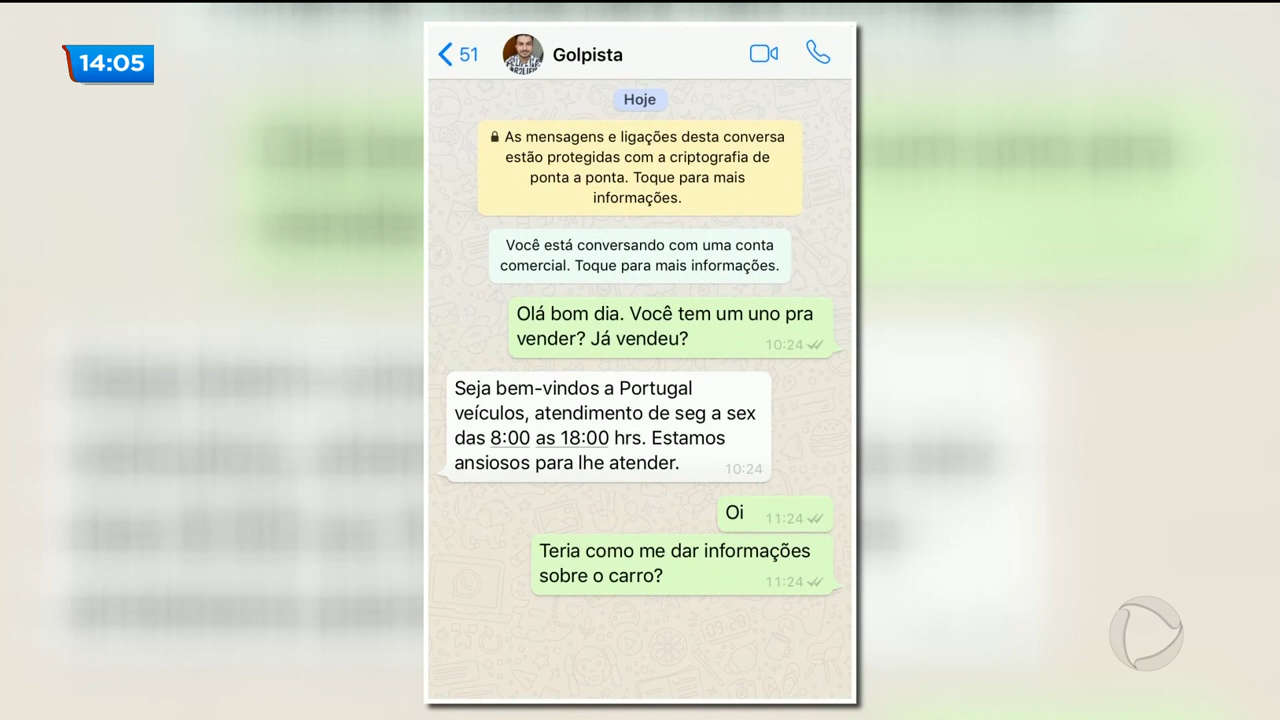 14:05
51
Golpista
Hoje
As mensagens e ligações desta conversa
estão protegidas com a criptografia de
ponta a ponta. Toque para mais
informações.
Você está conversando com uma conta
comercial. Toque para mais informações.
Olá bom dia. Você tem um uno pra
vender? Já vendeu?
10:24
Seja bem-vindos a Portugal
veículos, atendimento de seg a sex
das 8:00 as 18:00 hrs. Estamos
ansiosos para lhe atender.
10:24
Oi
11:24
Teria como me dar informações
sobre o carro?
11:24